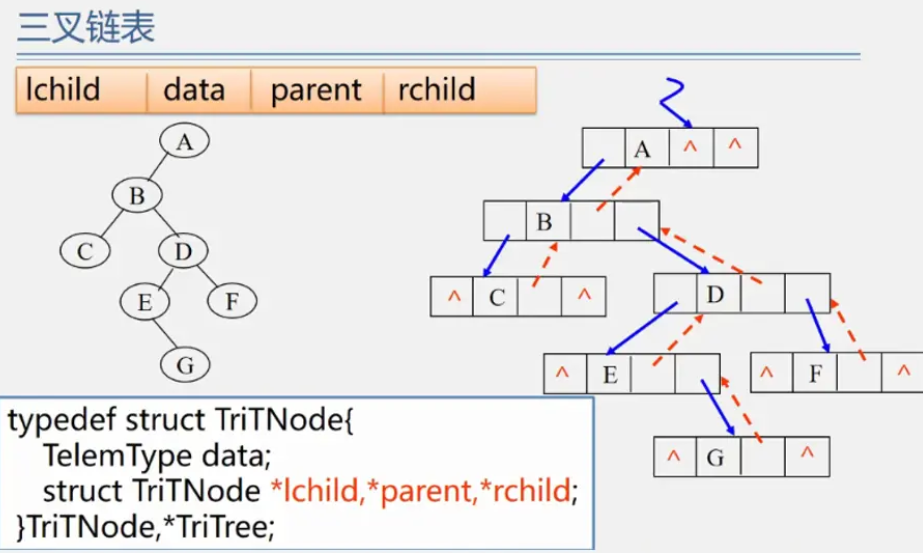 三叉链表
lchild data parent rchild
A
B
C D
E F
G
A ^ ^
B
^ C ^
D
^ E ^ F ^
^ G ^
typedef struct TriTNode{
TelemType data;
struct TriTNode *lchild,*parent,*rchild;
}TriTNode,*TriTree;